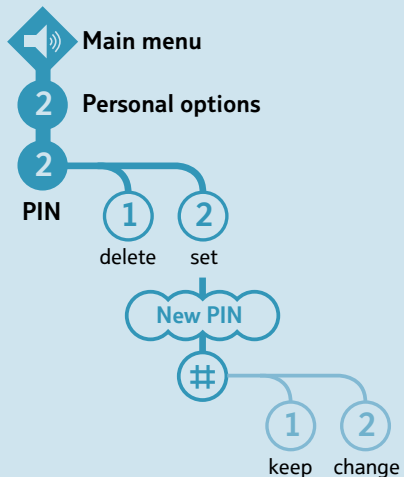 Main menu
2 Personal options
2
PIN
1 2
delete set
New PIN
#
1 2
keep change